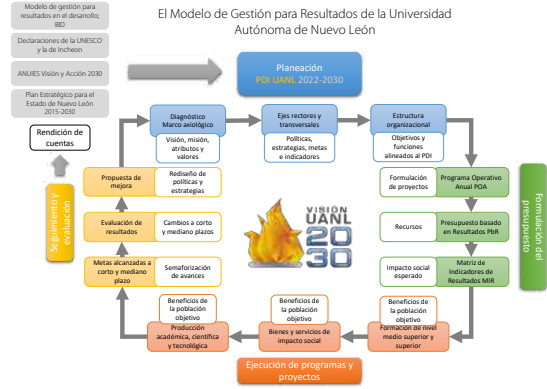 El Modelo de Gestión para Resultados de la Universidad
Autónoma de Nuevo León
Modelo de gestión para
resultados en el desarrollo;
BID
Declaraciones de la UNESCO
y la de Incheon
ANUIES Visión y Acción 2030
Plan Estratégico para el
Estado de Nuevo León
2015-2030
Rendición de
cuentas
Planeación
PDI UANL 2022-2030
Diagnóstico
Marco axiológico
Visión, misión,
atributos y
valores
Ejes rectores y
transversales
Políticas,
estrategias, metas
e indicadores
Estructura
organizacional
Objetivos y
funciones
alineados al PDI
Propuesta de
mejora
Rediseño de
políticas y
estrategias
Formulación
de proyectos
Programa Operativo
Anual POA
Evaluación de
resultados
Cambios a corto
y mediano plazos
Recursos
Presupuesto basado
en Resultados PbR
Metas alcanzadas a
corto y mediano
plazo
Semaforización
de avances
Impacto social
esperado
Matriz de
Indicadores de
Resultados MIR
VISIÓN
UANL
20
30
Seguimiento y
evaluación
Formulación del
presupuesto
Beneficios de
la población
objetivo
Producción
académica, científica
y tecnológica
Beneficios de
la población
objetivo
Bienes y servicios de
impacto social
Beneficios de
la población
objetivo
Formación de nivel
medio superior y
superior
Ejecución de programas y
proyectos